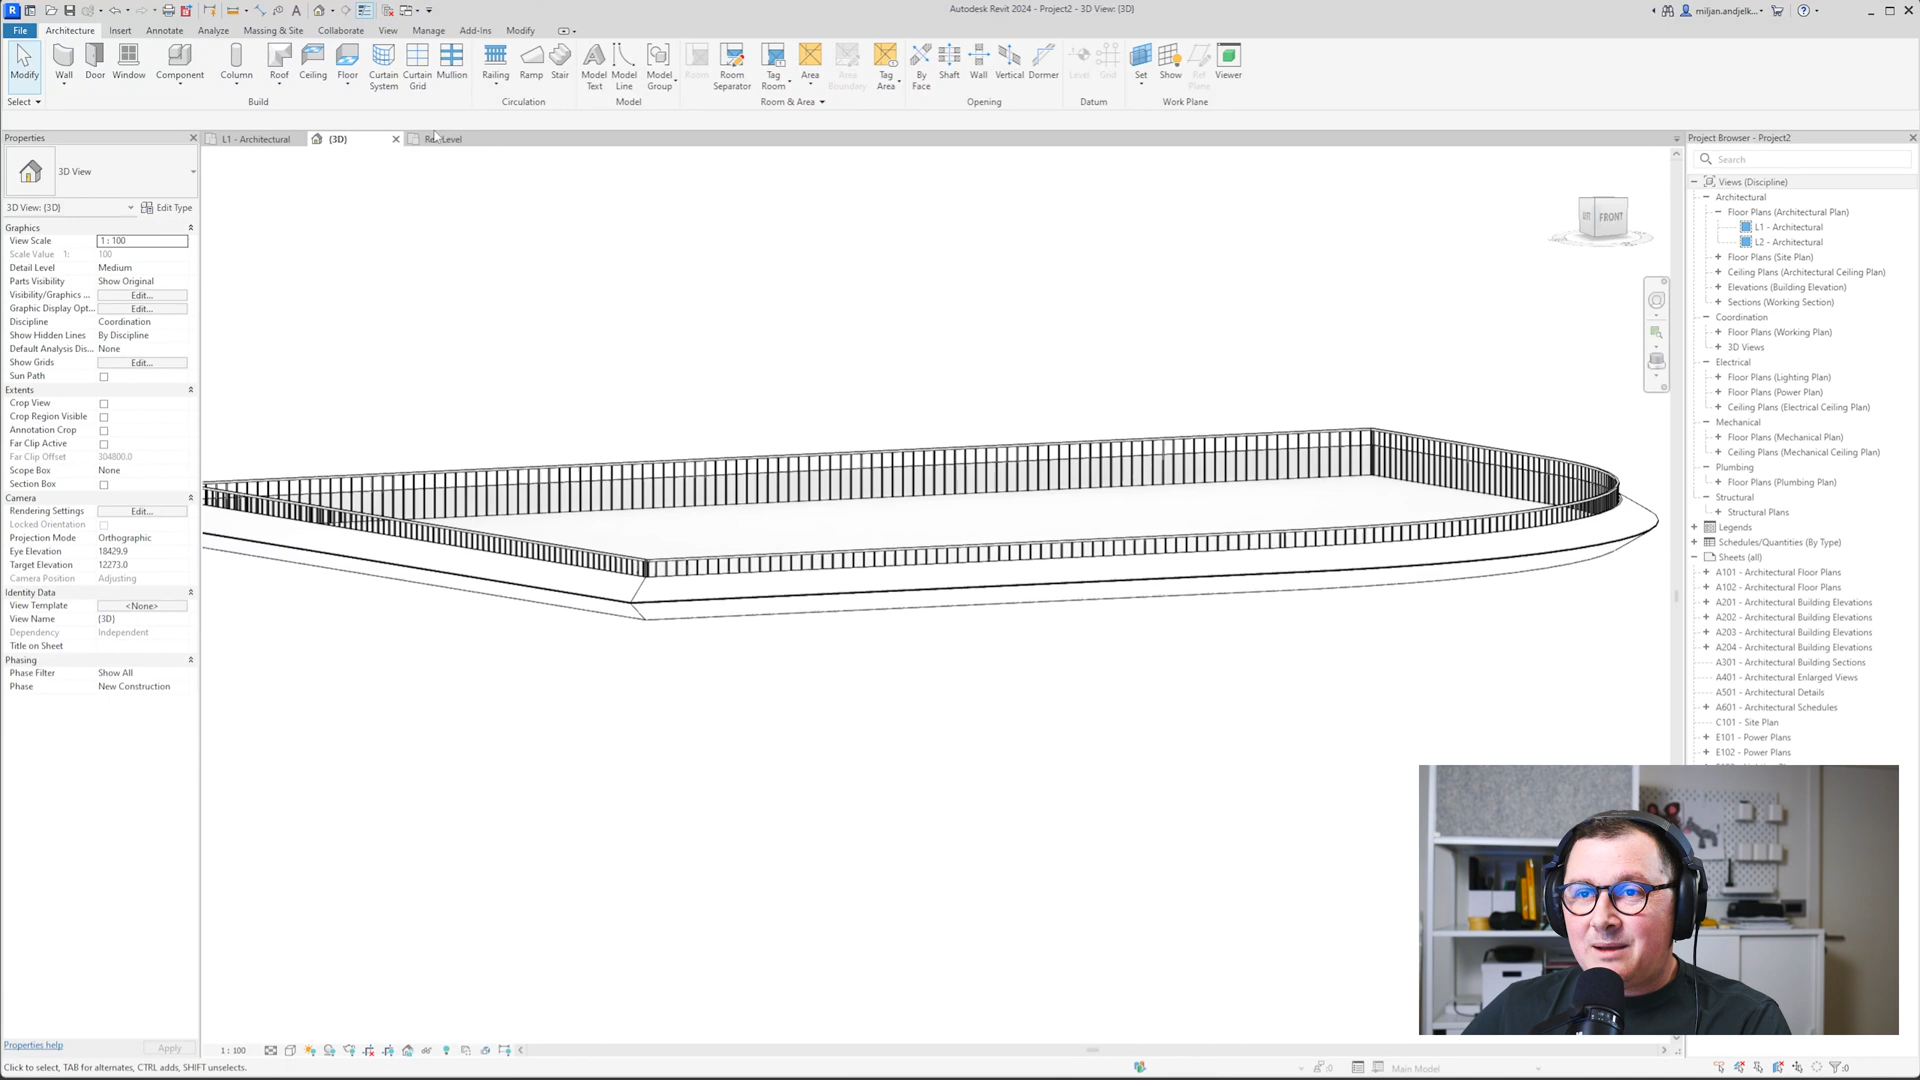 Autodesk Revit 2024 - Project2 - 3D View: {3D}
miljan.andjelk...
File Architecture Insert Annotate Analyze Massing & Site Collaborate View Manage Add-Ins Modify
Modify Wall Door Window Component Column Roof Ceiling Floor Curtain System Curtain Grid Mullion Railing Ramp Stair Model Text Model Line Model Group Room Room Separator Tag Room Area Area Boundary Tag Area By Face Shaft Wall Vertical Dormer Level Grid Set Show Ref Plane Viewer
Select Build Circulation Model Room & Area Opening Datum Work Plane
Properties
L1 - Architectural {3D}
3D View
3D View: {3D} Edit Type
Graphics
View Scale 1 : 100
Scale Value 1: 100
Detail Level Medium
Parts Visibility Show Original
Visibility/Graphics ... Edit...
Graphic Display Opt... Edit...
Discipline Coordination
Show Hidden Lines By Discipline
Default Analysis Dis... None
Show Grids Edit...
Sun Path
Extents
Crop View
Crop Region Visible
Annotation Crop
Far Clip Active
Far Clip Offset 304800.0
Scope Box None
Section Box
Camera
Rendering Settings Edit...
Locked Orientation
Projection Mode Orthographic
Eye Elevation 18429.9
Target Elevation 12273.0
Camera Position Adjusting
Identity Data
View Template <None>
View Name {3D}
Dependency Independent
Title on Sheet
Phasing
Phase Filter Show All
Phase New Construction
Properties help Apply
FRONT
Project Browser - Project2
Search
Views (Discipline)
Architectural
Floor Plans (Architectural Plan)
L1 - Architectural
L2 - Architectural
Floor Plans (Site Plan)
Ceiling Plans (Architectural Ceiling Plan)
Elevations (Building Elevation)
Sections (Working Section)
Coordination
Floor Plans (Working Plan)
3D Views
Electrical
Floor Plans (Lighting Plan)
Floor Plans (Power Plan)
Ceiling Plans (Electrical Ceiling Plan)
Mechanical
Floor Plans (Mechanical Plan)
Ceiling Plans (Mechanical Ceiling Plan)
Plumbing
Floor Plans (Plumbing Plan)
Structural
Structural Plans
Legends
Schedules/Quantities (By Type)
Sheets (all)
A101 - Architectural Floor Plans
A102 - Architectural Floor Plans
A201 - Architectural Building Elevations
A202 - Architectural Building Elevations
A203 - Architectural Building Elevations
A204 - Architectural Building Elevations
A301 - Architectural Building Sections
A401 - Architectural Enlarged Views
A501 - Architectural Details
A601 - Architectural Schedules
C101 - Site Plan
E101 - Power Plans
E102 - Power Plans
1 : 100
Click to select, TAB for alternates, CTRL adds, SHIFT unselects.
:0
Main Model
:0